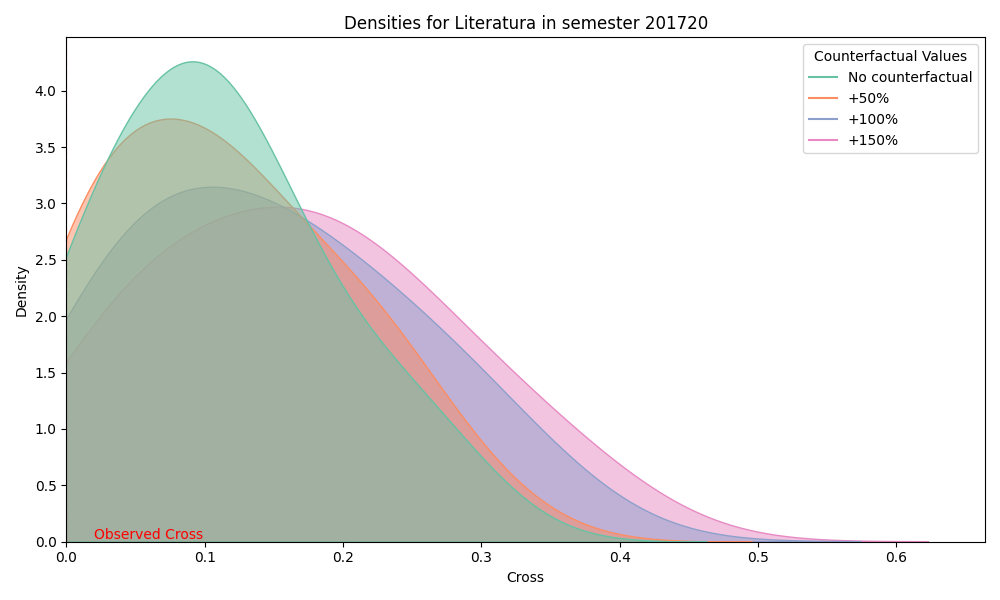 Densities for Literatura in semester 201720
Counterfactual Values
No counterfactual
+50%
+100%
+150%
Density
4.0
3.5
3.0
2.5
2.0
1.5
1.0
0.5
0.0
Observed Cross
0.0 0.1 0.2 0.3 0.4 0.5 0.6
Cross